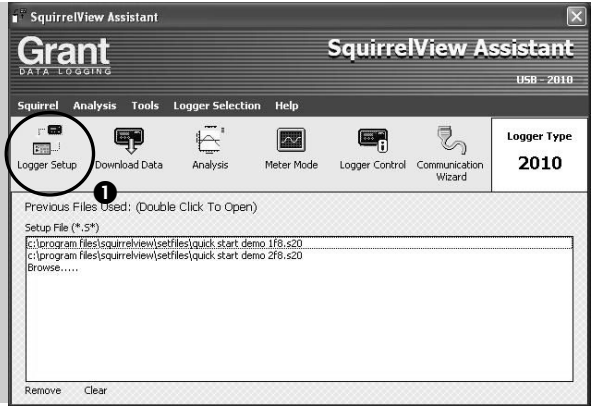 SquirrelView Assistant
Grant
DATA LOGGING
SquirrelView Assistant
USB - 2010
Squirrel Analysis Tools Logger Selection Help
Logger Setup Download Data Analysis Meter Mode Logger Control Communication Wizard
Logger Type
2010
1
Previous Files Used: (Double Click To Open)
Setup File (*.S*)
c:\program files\squirrelview\setfiles\quick start demo 1f8.s20
c:\program files\squirrelview\setfiles\quick start demo 2f8.s20
Browse.....
Remove Clear